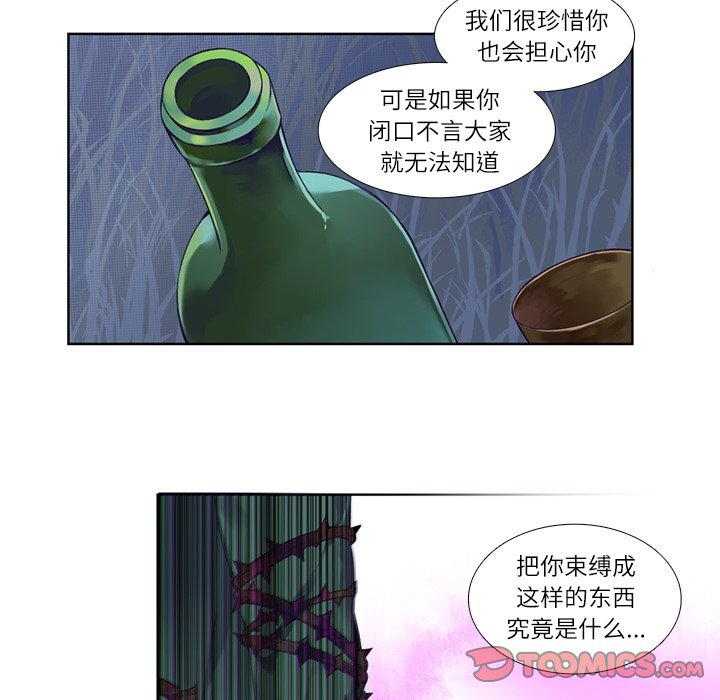 我们很珍惜你
也会担心你
可是如果你
闭口不言大家
就无法知道
把你束缚成
这样的东西
究竟是什么...
TOOMICS.COM